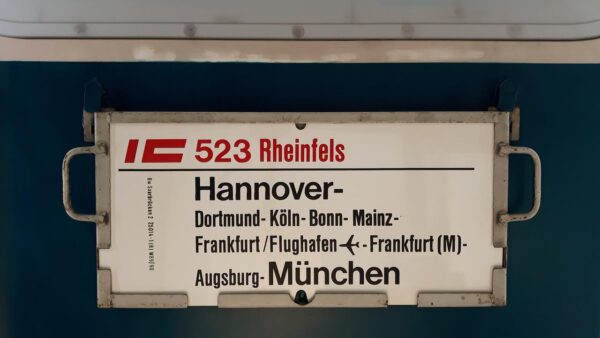 IC 523 Rheinfels
Hannover-
Dortmund- Köln- Bonn- Mainz-
Frankfurt/Flughafen - Frankfurt (M)-
Augsburg- München